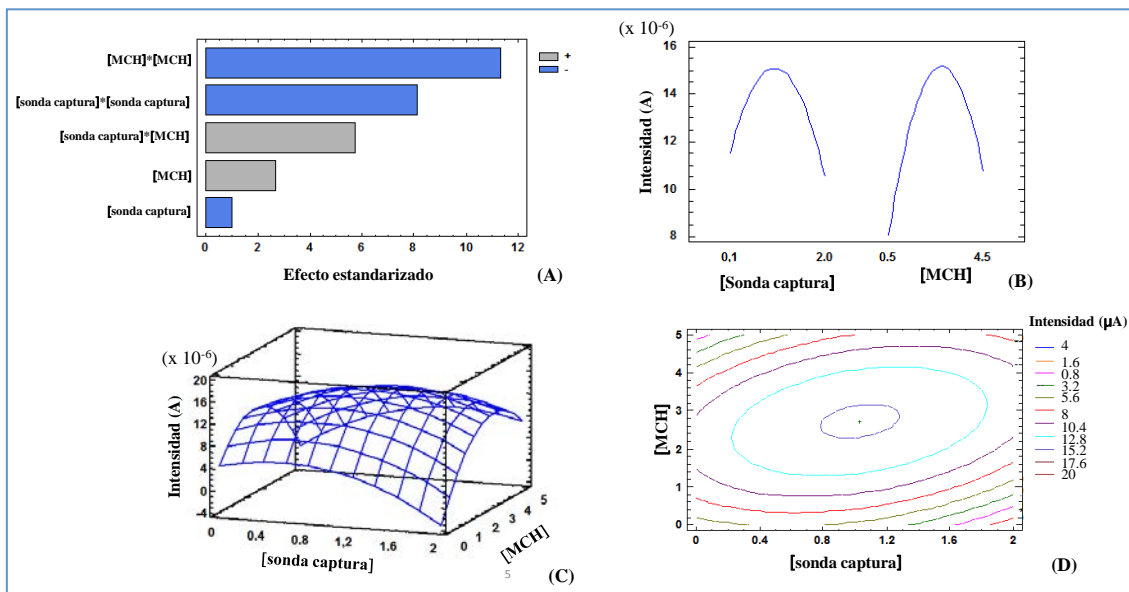 [MCH]*[MCH]
[sonda captura]*[sonda captura]
[sonda captura]*[MCH]
[MCH]
[sonda captura]
+
-
0 2 4 6 8 10 12
Efecto estandarizado
(A)
(x 10-6)
Intensidad (A)
16
14
12
10
8
0,1 2.0 0.5 4.5
[Sonda captura] [MCH]
(B)
(x 10-6)
Intensidad (A)
20
16
12
8
4
0
-4
0 0.4 0.8 1,2 1.6 2
0 1 2 3 4 5
[sonda captura]
[MCH]
5
(C)
[MCH]
5
4
3
2
1
0
0 0.4 0.8 1.2 1.6 2
[sonda captura]
(D)
Intensidad (µA)
4
1.6
0.8
3.2
5.6
8
10.4
12.8
15.2
17.6
20